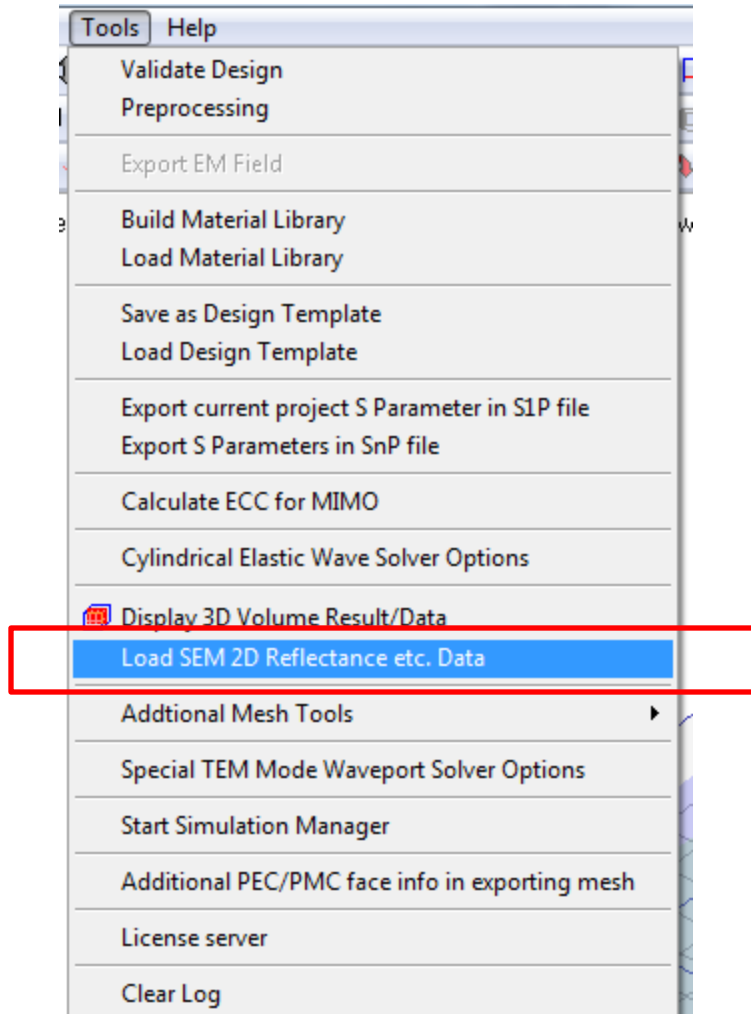 Tools Help
Validate Design
Preprocessing
Export EM Field
Build Material Library
Load Material Library
Save as Design Template
Load Design Template
Export current project S Parameter in S1P file
Export S Parameters in SnP file
Calculate ECC for MIMO
Cylindrical Elastic Wave Solver Options
Display 3D Volume Result/Data
Load SEM 2D Reflectance etc. Data
Addtional Mesh Tools
Special TEM Mode Waveport Solver Options
Start Simulation Manager
Additional PEC/PMC face info in exporting mesh
License server
Clear Log